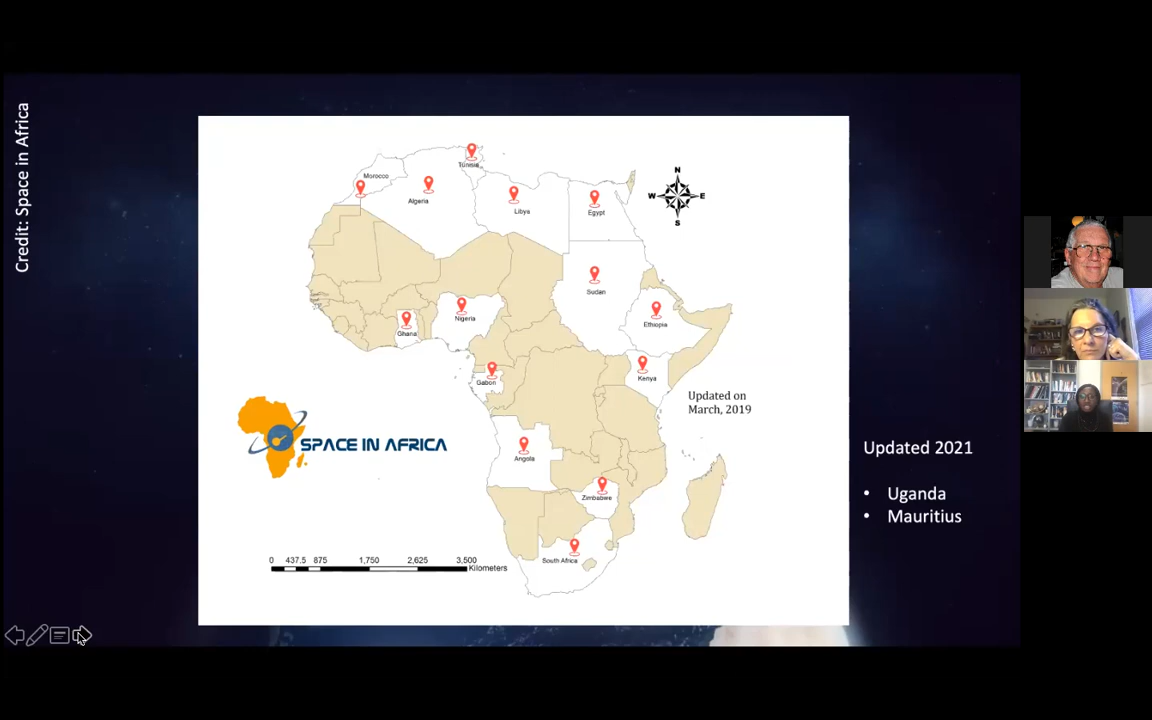 Credit: Space in Africa
Tunisia
Morocco
Algeria
Libya
Egypt
N
W E
S
Sudan
Nigeria
Ghana
Ethiopia
Gabon
Kenya
Updated on
March, 2019
SPACE IN AFRICA
Angola
Zimbabwe
South Africa
0 437.5 875 1,750 2,625 3,500
Kilometers
Updated 2021
• Uganda
• Mauritius